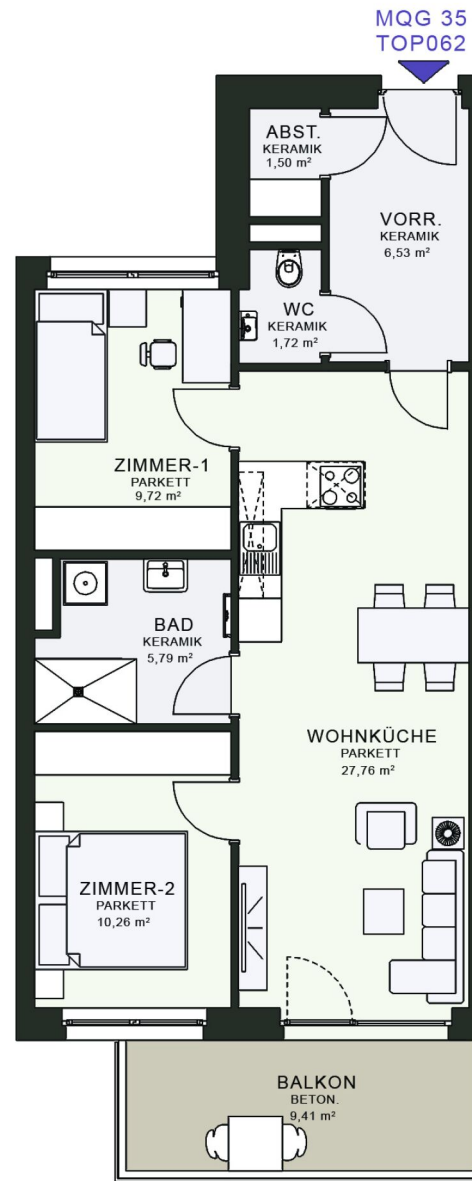 MQG 35
TOP062
ABST.
KERAMIK
1,50 m²
VORR.
KERAMIK
6,53 m²
WC
KERAMIK
1,72 m²
ZIMMER-1
PARKETT
9,72 m²
BAD
KERAMIK
5,79 m²
WOHNKÜCHE
PARKETT
27,76 m²
ZIMMER-2
PARKETT
10,26 m²
BALKON
BETON.
9,41 m²